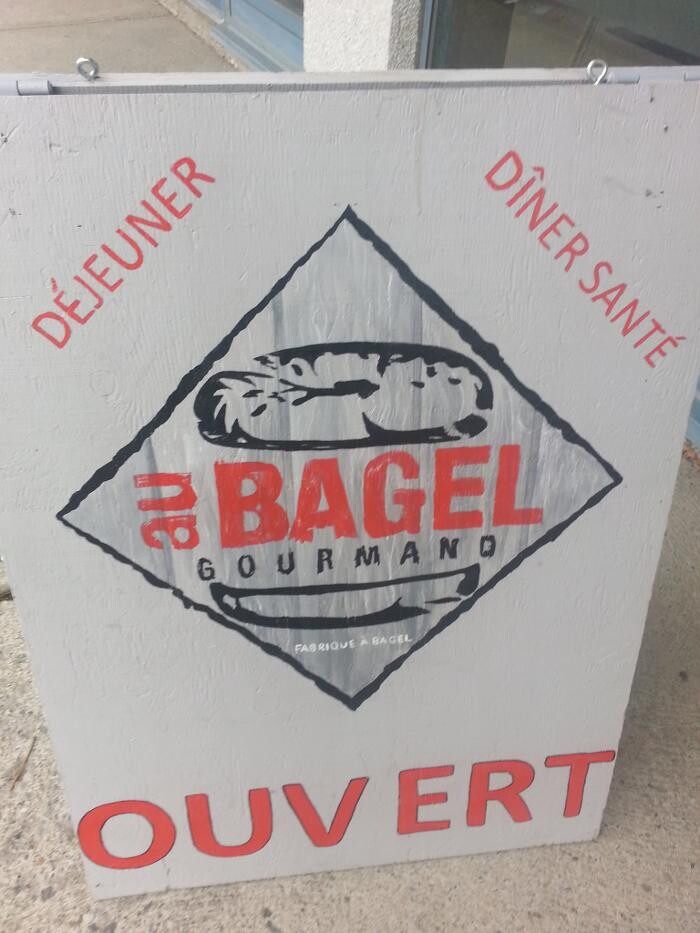 DÉJEUNER
DÎNER SANTÉ
au BAGEL
GOURMAND
FABRIQUE À BAGEL
OUVERT